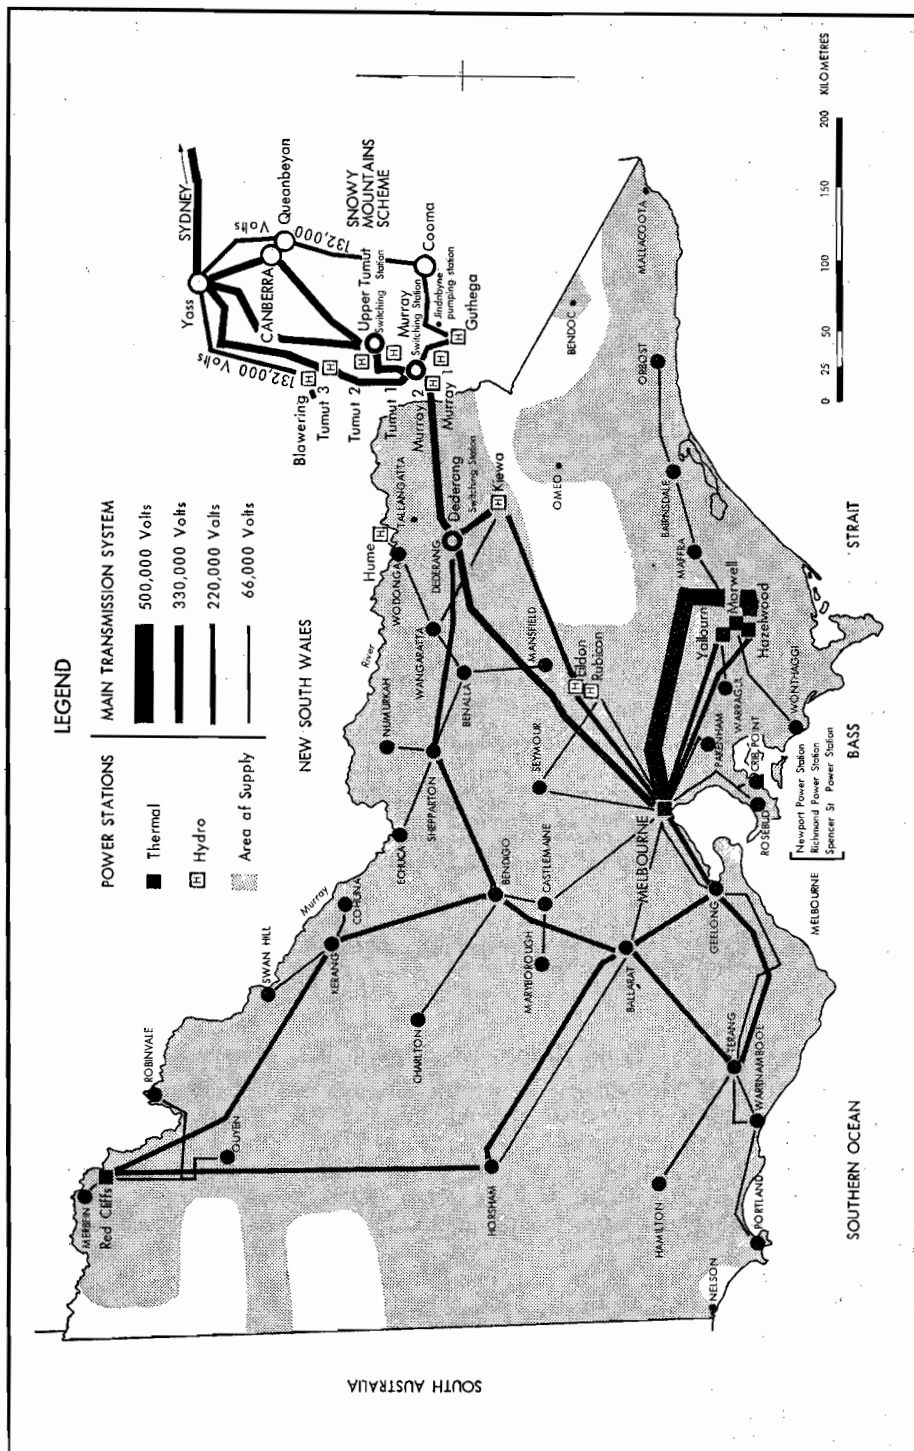 LEGEND
POWER STATIONS
Thermal
H Hydro
Area of Supply
MAIN TRANSMISSION SYSTEM
500,000 Volts
330,000 Volts
220,000 Volts
66,000 Volts
NEW SOUTH WALES
SYDNEY
Yass
132,000 Volts
Volts
132,000
Queanbeyan
CANBERRA
SNOWY
MOUNTAINS
SCHEME
Blawering
Tumut 3
Tumut 2
Tumut 1
Upper Tumut
Switching Station
Murray
Switching Station
Cooma
Jindnbyne
pumping station
Guthega
Murray 2
Murray 1
Hume
WODONGA
TALLANGATTA
DEDERANG
Dederang
Switching Station
Kiewa
Murray
River
MERBEIN
Red Cliffs
ROBINVALE
OUYEN
SWAN HILL
KERANG
COHUNA
ECHUCA
NUMURKAH
SHEPPARTON
WANGARATTA
BENALLA
MANSFIELD
Eildon
Rubicon
OMEO
BENDOC
MALLACOOTA
ORBOST
BAIRNSDALE
MAFFRA
CHARLTON
BENDIGO
CASTLEMAINE
MARYBOROUGH
SEYMOUR
HORSHAM
BALLARAT
MELBOURNE
Yallourn
Morwell
Hazelwood
WARRAGUL
PAKENHAM
WONTHAGGI
CRIB POINT
ROSEBUD
GEELONG
TERANG
WARRNAMBOOL
HAMILTON
PORTLAND
NELSON
MELBOURNE
Newport Power Station
Richmond Power Station
Spencer St Power Station
SOUTH AUSTRALIA
SOUTHERN OCEAN
BASS
STRAIT
0
25
50
100
150
200
KILOMETRES